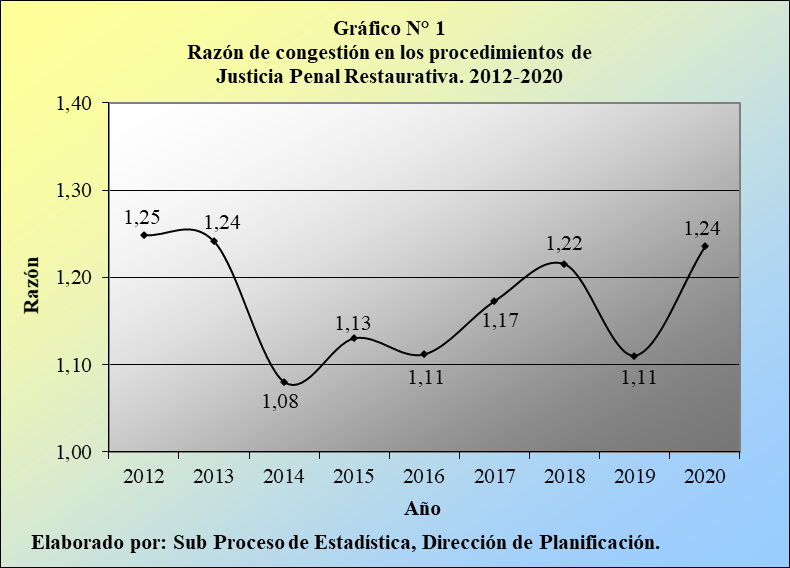 Gráfico N° 1
Razón de congestión en los procedimientos de
Justicia Penal Restaurativa. 2012-2020
1,40
1,30
1,20
1,10
1,00
Razón
1,25
1,24
1,08
1,13
1,11
1,17
1,22
1,11
1,24
2012 2013 2014 2015 2016 2017 2018 2019 2020
Año
Elaborado por: Sub Proceso de Estadística, Dirección de Planificación.